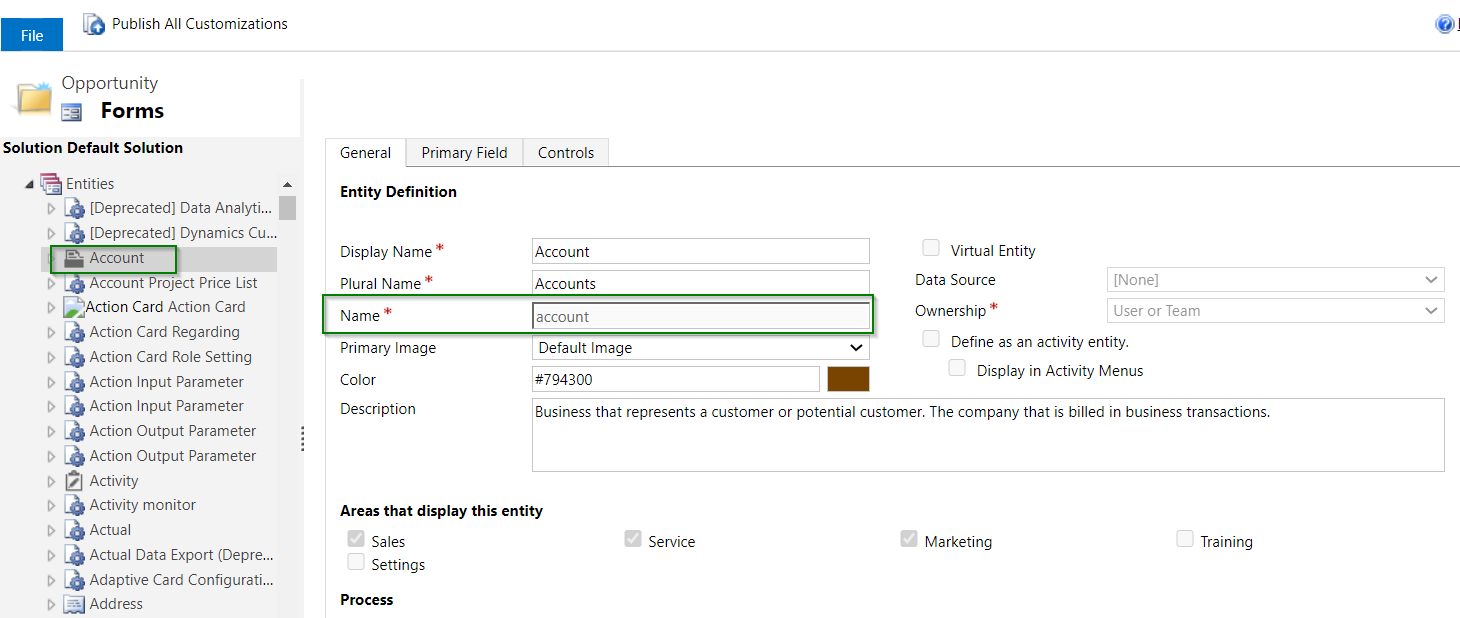 File
Publish All Customizations
Opportunity
Forms
Solution Default Solution
Entities
[Deprecated] Data Analyti...
[Deprecated] Dynamics Cu...
Account
Account Project Price List
Action Card Action Card
Action Card Regarding
Action Card Role Setting
Action Input Parameter
Action Input Parameter
Action Output Parameter
Action Output Parameter
Activity
Activity monitor
Actual
Actual Data Export (Depre...
Adaptive Card Configurati...
Address
General Primary Field Controls
Entity Definition
Display Name * Account
Plural Name * Accounts
Name * account
Primary Image Default Image
Color #794300
Description Business that represents a customer or potential customer. The company that is billed in business transactions.
Virtual Entity
Data Source [None]
Ownership * User or Team
Define as an activity entity.
Display in Activity Menus
Areas that display this entity
Sales Service Marketing Training
Settings
Process